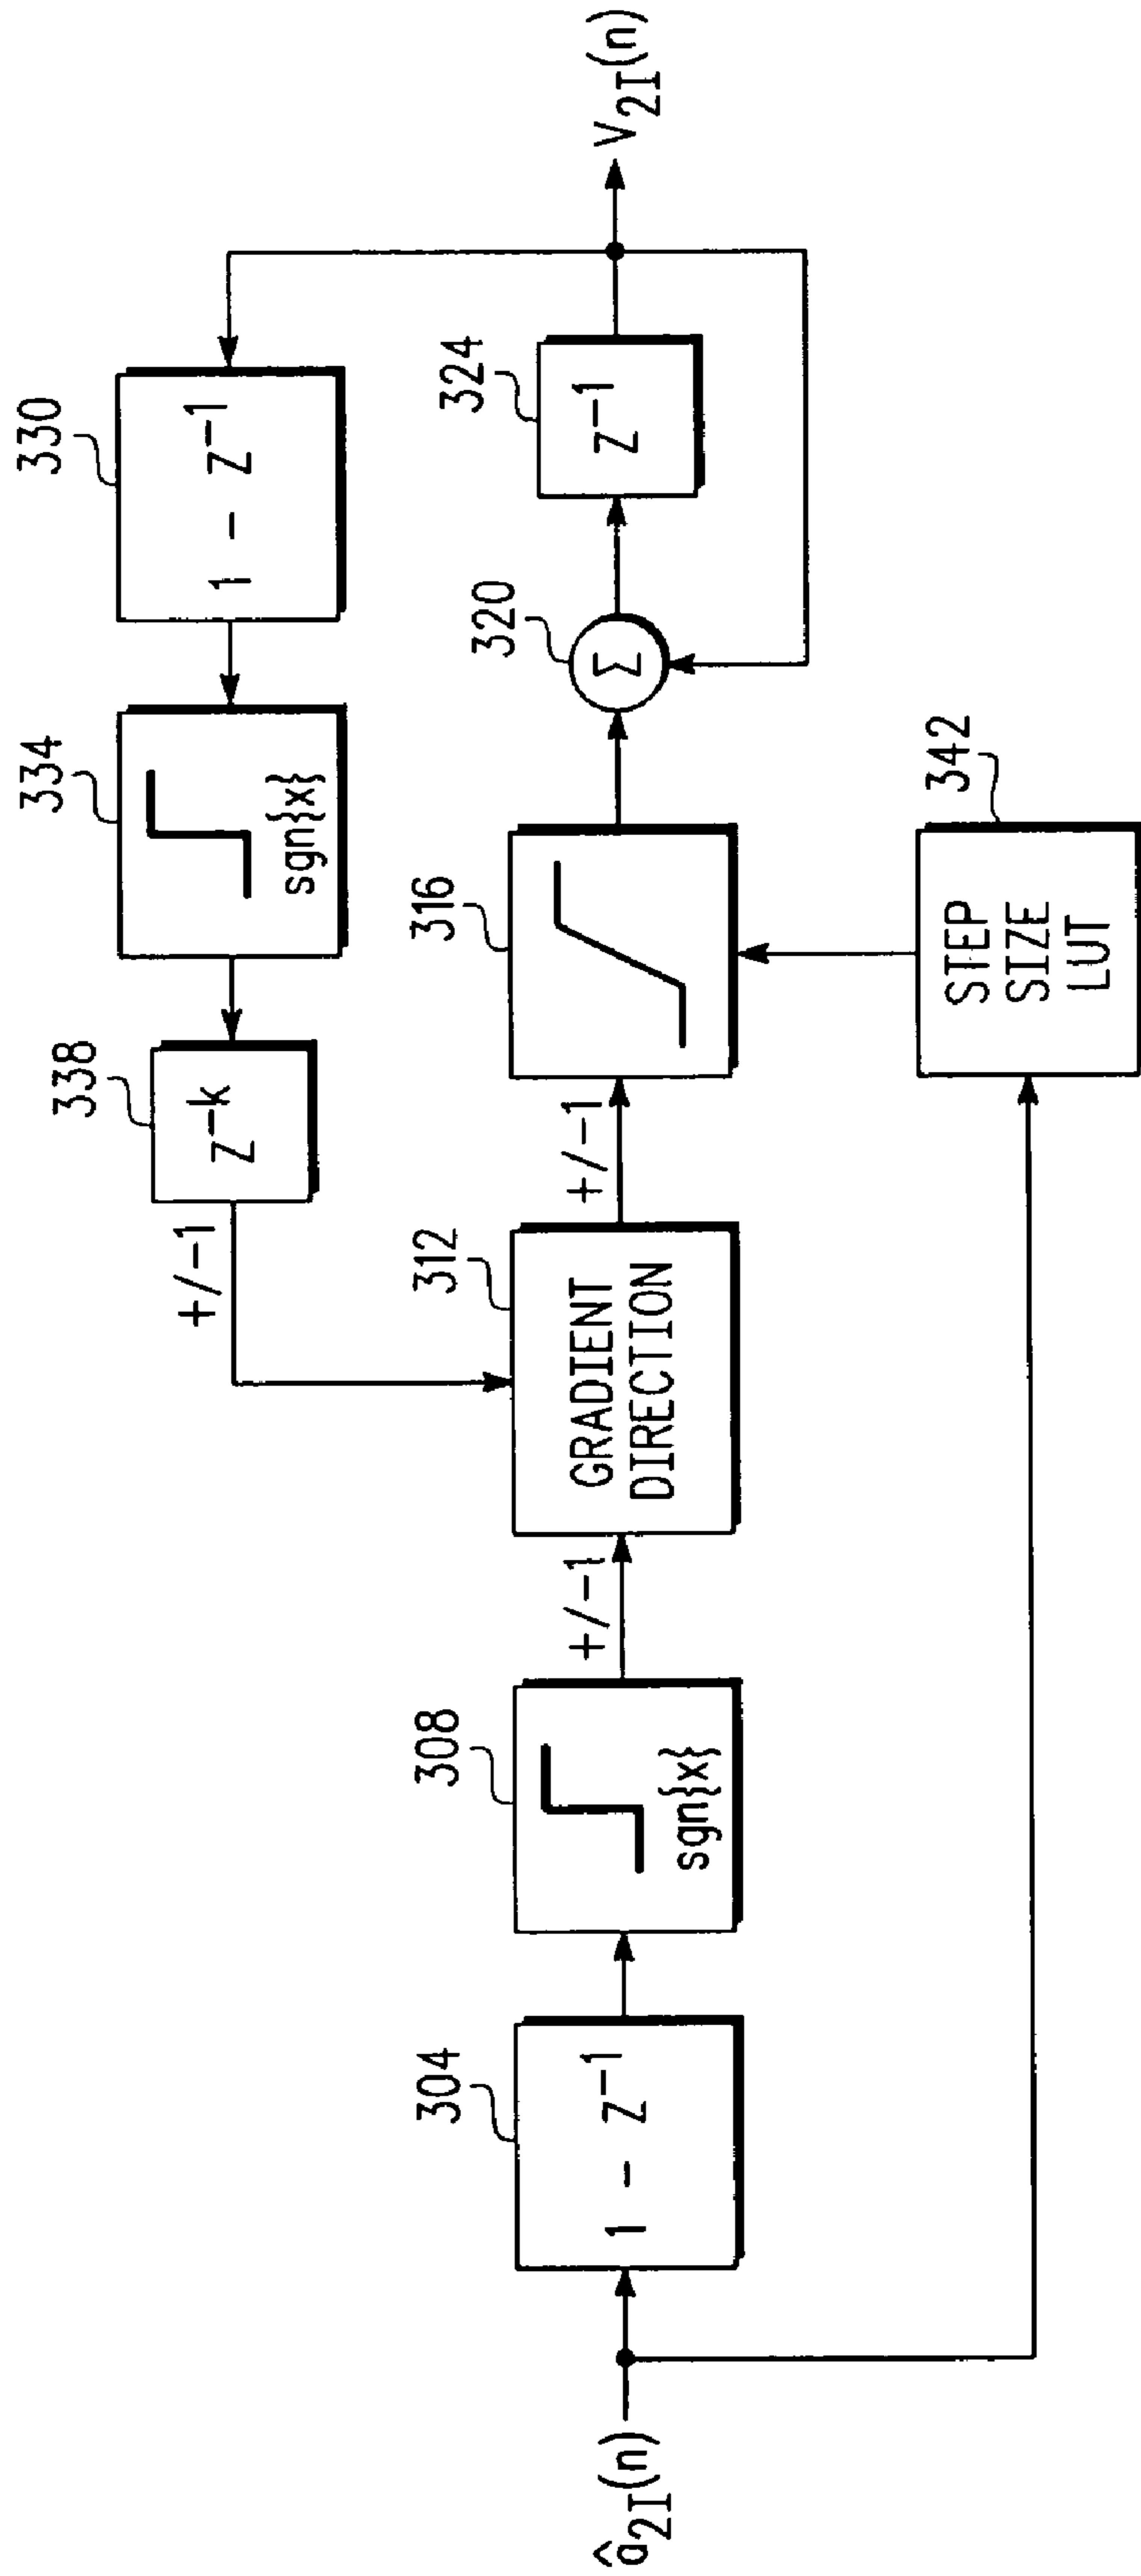 330
1 - Z⁻¹
334
sgn{x}
338
Z⁻ᵏ
+/-1
â₂I(n)
304
1 - Z⁻¹
308
sgn{x}
+/-1
312
GRADIENT
DIRECTION
+/-1
316
320
Σ
324
Z⁻¹
V₂I(n)
342
STEP
SIZE
LUT